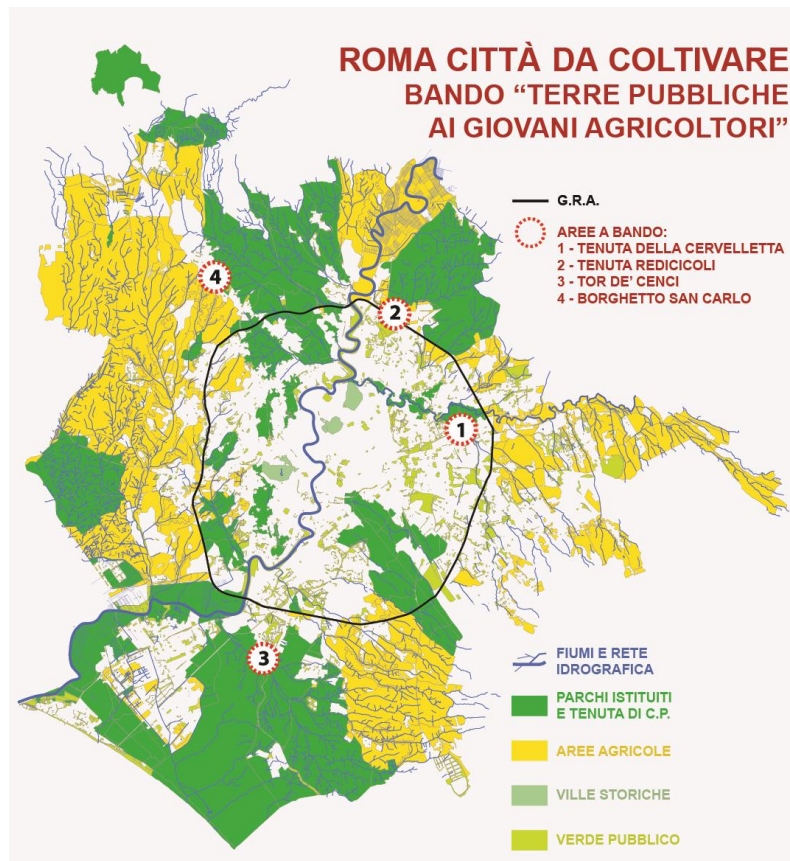 ROMA CITTÀ DA COLTIVARE
BANDO “TERRE PUBBLICHE
AI GIOVANI AGRICOLTORI”
G.R.A.
AREE A BANDO:
1 - TENUTA DELLA CERVELLETTA
2 - TENUTA REDICICOLI
3 - TOR DE’ CENCI
4 - BORGHETTO SAN CARLO
4
2
1
3
FIUMI E RETE
IDROGRAFICA
PARCHI ISTITUITI
E TENUTA DI C.P.
AREE AGRICOLE
VILLE STORICHE
VERDE PUBBLICO